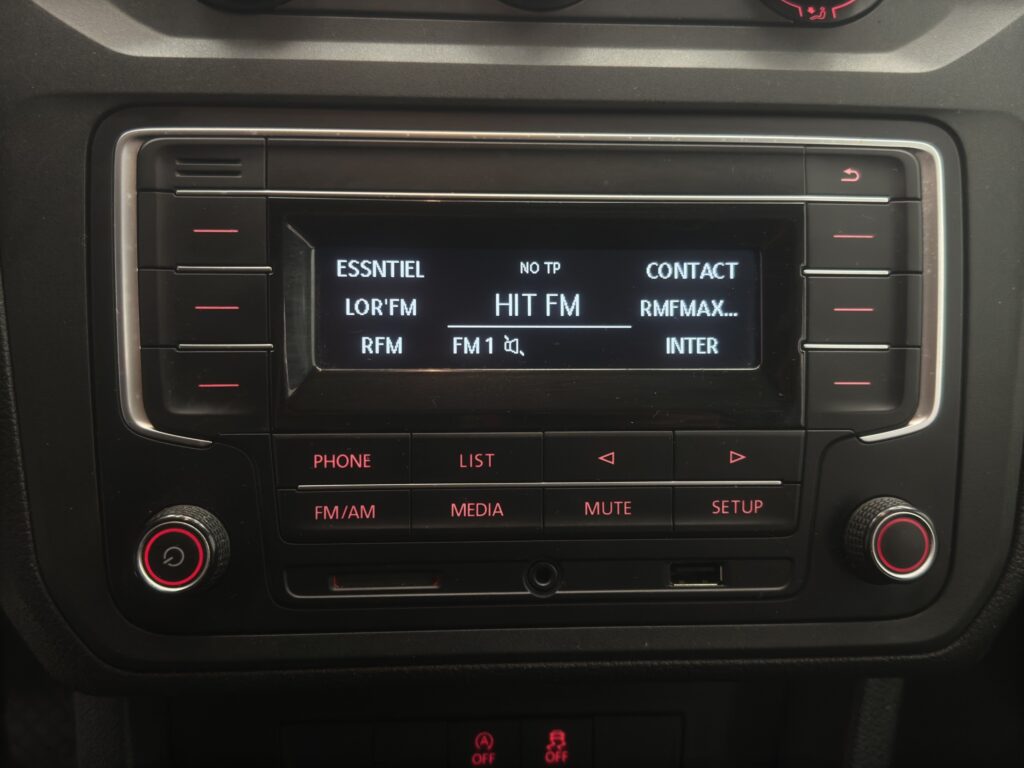 ESSNTIEL NO TP CONTACT
LOR'FM HIT FM RMFMAX...
RFM FM 1 INTER
PHONE LIST
FM/AM MEDIA MUTE SETUP
A
OFF OFF